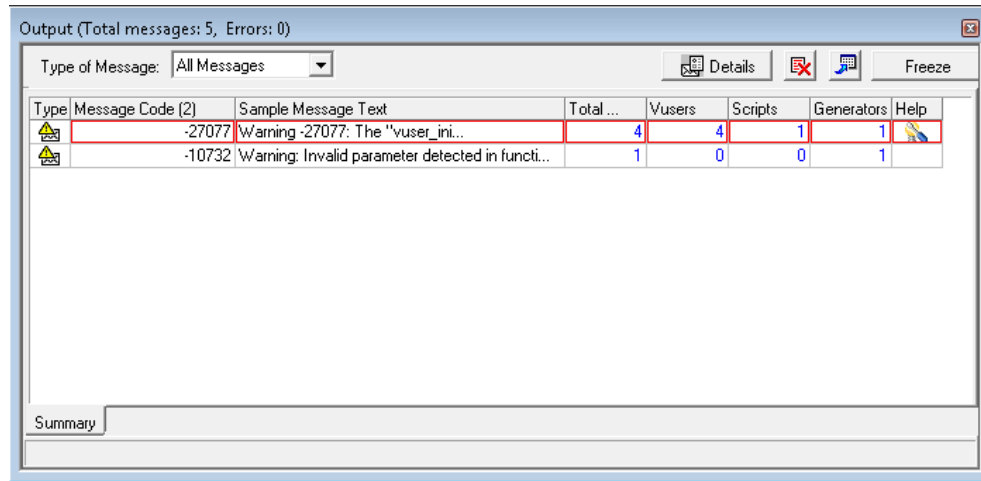 Output (Total messages: 5, Errors: 0)
Type of Message: All Messages Details Freeze
Type Message Code (2) Sample Message Text Total ... Vusers Scripts Generators Help
-27077 Warning -27077: The "vuser_ini... 4 4 1 1
-10732 Warning: Invalid parameter detected in functi... 1 0 0 1
Summary